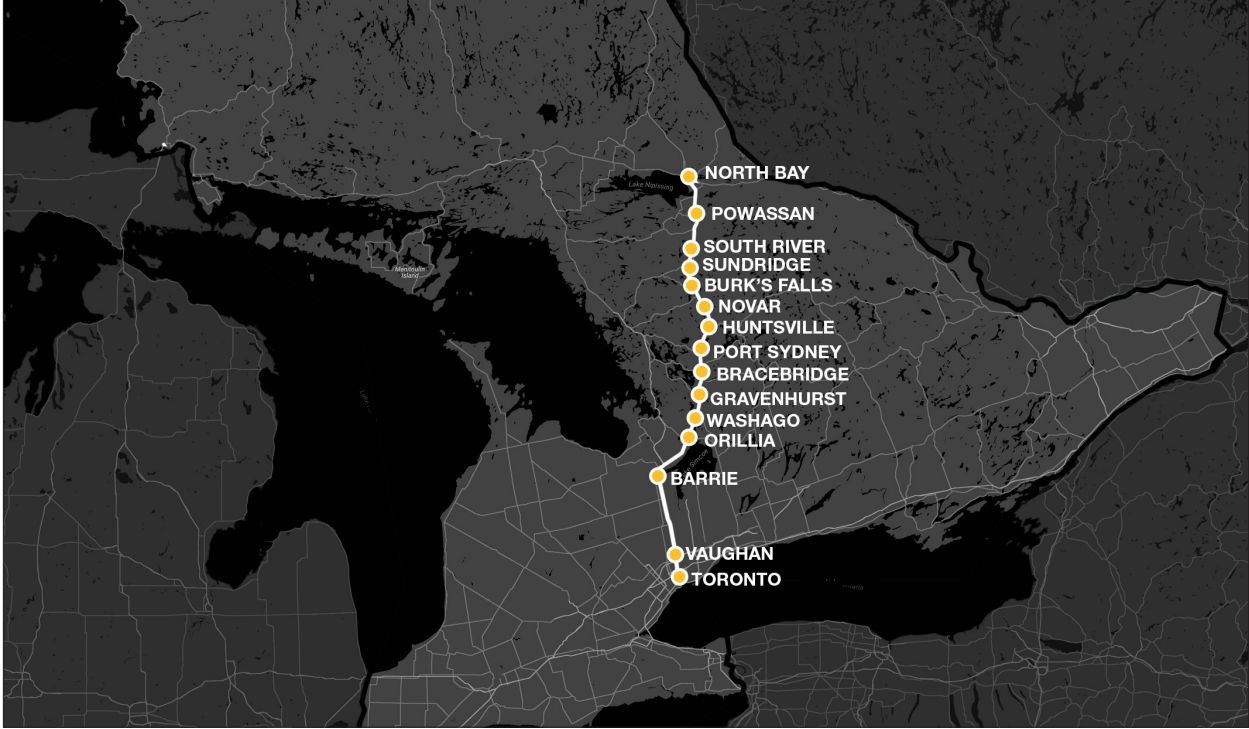 NORTH BAY
Lake Nipissing
POWASSAN
SOUTH RIVER
SUNDRIDGE
Manitoulin
Island
BURK'S FALLS
NOVAR
HUNTSVILLE
PORT SYDNEY
BRACEBRIDGE
GRAVENHURST
WASHAGO
ORILLIA
Simcoe
BARRIE
VAUGHAN
TORONTO